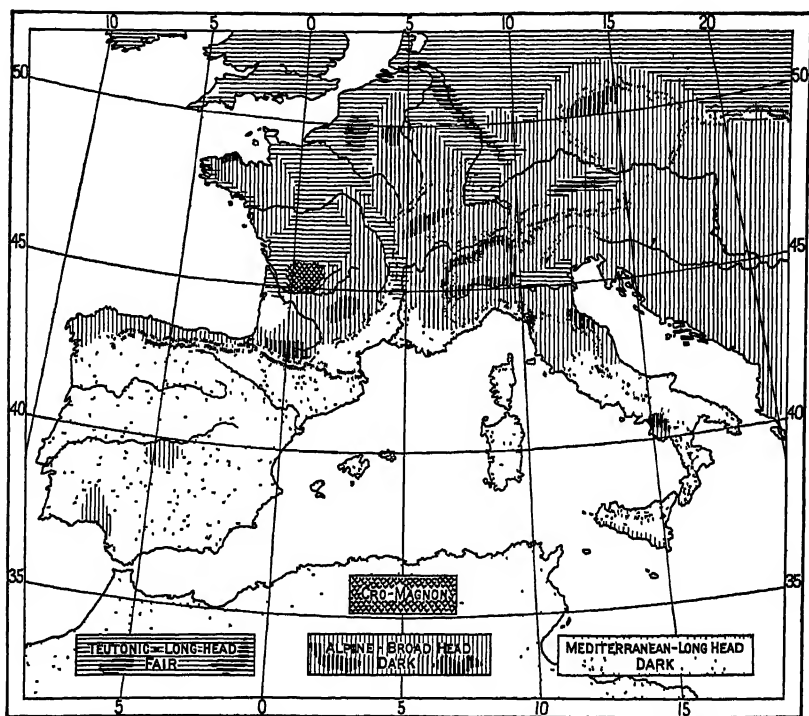 10 5 0 5 10 15 20
50 50
45 45
40 40
35 35
CRO-MAGNON
TEUTONIC-LONG-HEAD
FAIR
ALPINE-BROAD HEAD
DARK
MEDITERRANEAN-LONG HEAD
DARK
5 0 5 10 15